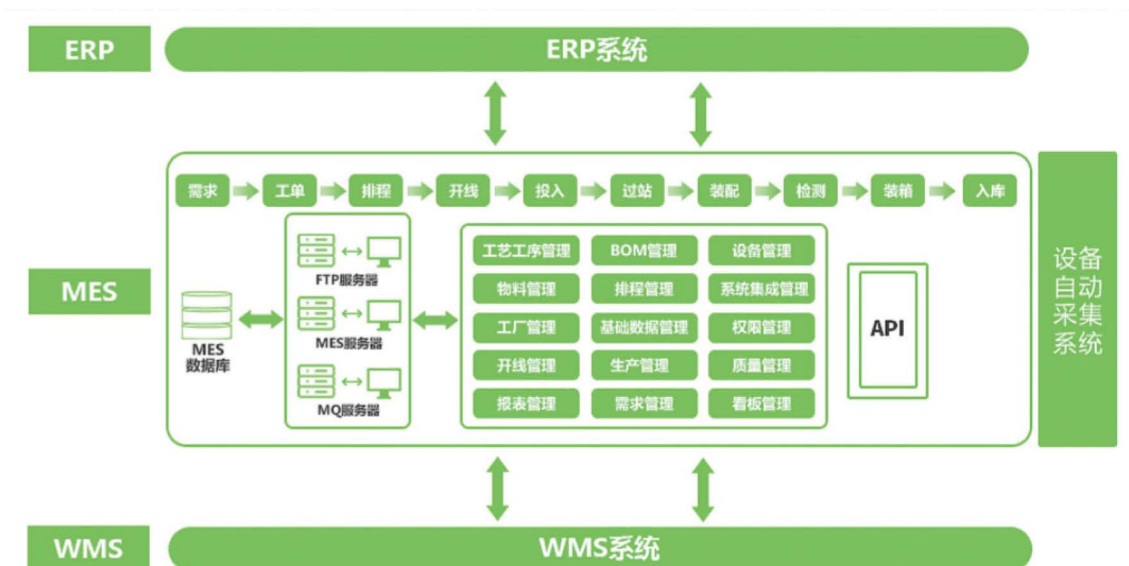 ERP
ERP系统
需求
工单
排程
开线
投入
过站
装配
检测
装箱
入库
MES
MES
数据库
FTP服务器
MES服务器
MQ服务器
工艺工序管理
BOM管理
设备管理
物料管理
排程管理
系统集成管理
工厂管理
基础数据管理
权限管理
开线管理
生产管理
质量管理
报表管理
需求管理
看板管理
API
设备
自动
采集
系统
WMS
WMS系统